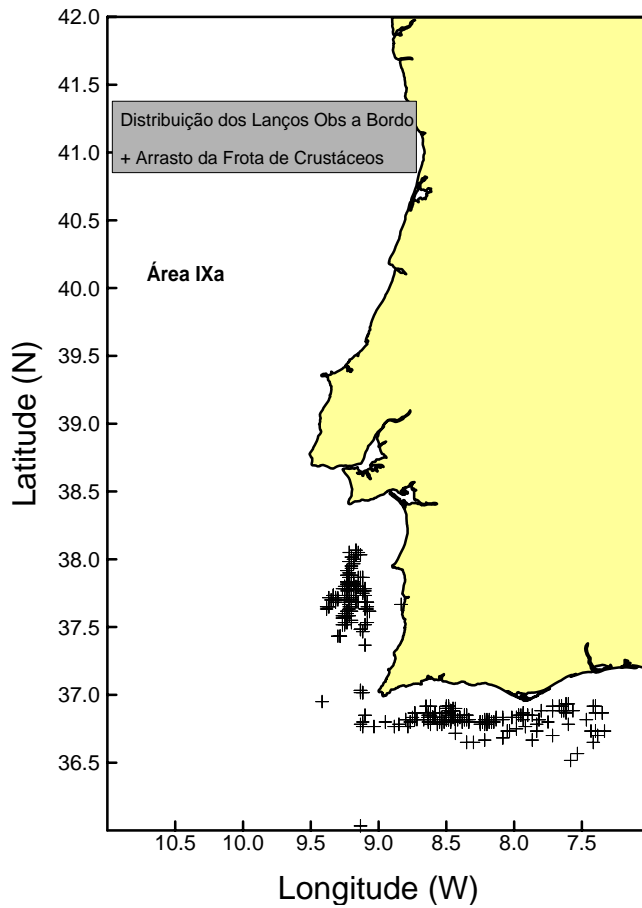 42.0
41.5
Distribuição dos Lanços Obs a Bordo
41.0
+ Arrasto da Frota de Crustáceos
40.5
Área IXa
40.0
39.5
Latitude (N)
39.0
38.5
38.0
37.5
37.0
36.5
10.5 10.0 9.5 9.0 8.5 8.0 7.5
Longitude (W)